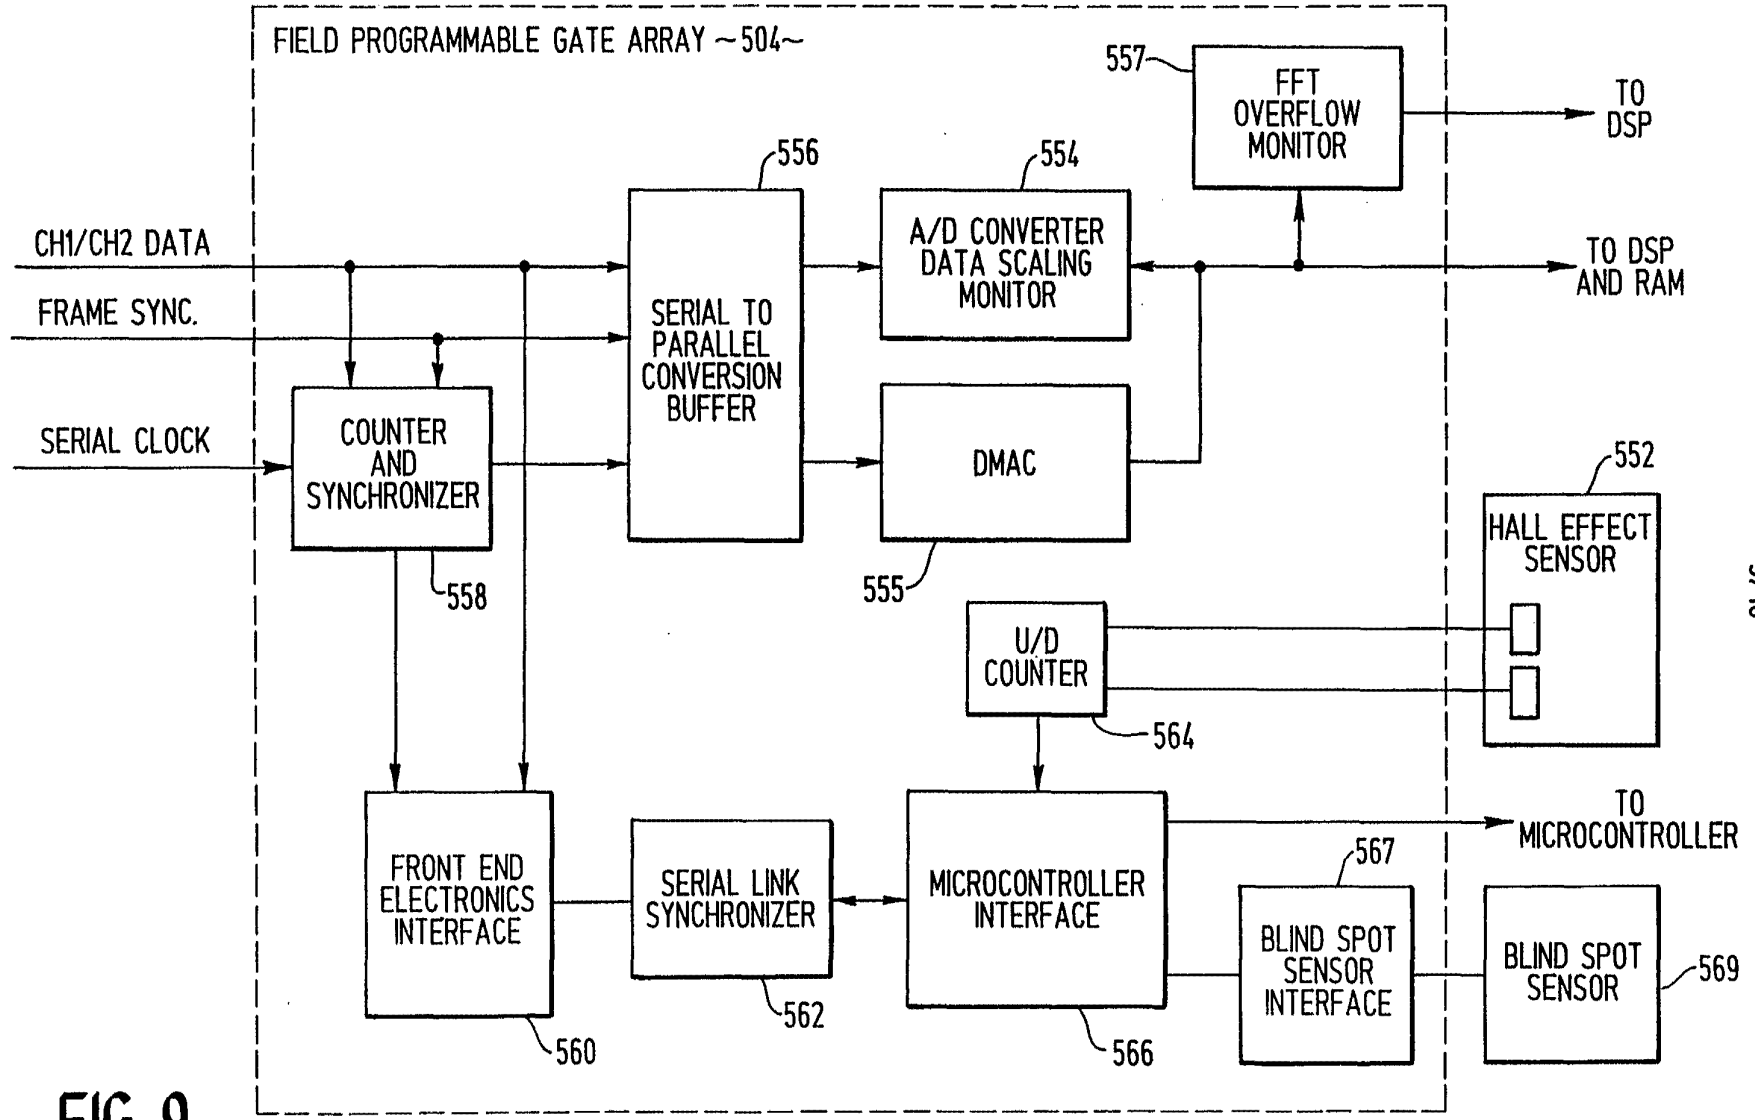 FIELD PROGRAMMABLE GATE ARRAY ~504~
557
FFT
OVERFLOW
MONITOR
TO
DSP
556
554
CH1/CH2 DATA
A/D CONVERTER
DATA SCALING
MONITOR
TO DSP
AND RAM
FRAME SYNC.
SERIAL TO
PARALLEL
CONVERSION
BUFFER
SERIAL CLOCK
COUNTER
AND
SYNCHRONIZER
DMAC
552
HALL EFFECT
SENSOR
558
555
U/D
COUNTER
564
TO
MICROCONTROLLER
567
FRONT END
ELECTRONICS
INTERFACE
SERIAL LINK
SYNCHRONIZER
MICROCONTROLLER
INTERFACE
BLIND SPOT
SENSOR
INTERFACE
BLIND SPOT
SENSOR
569
562
560
566
FIG. 9